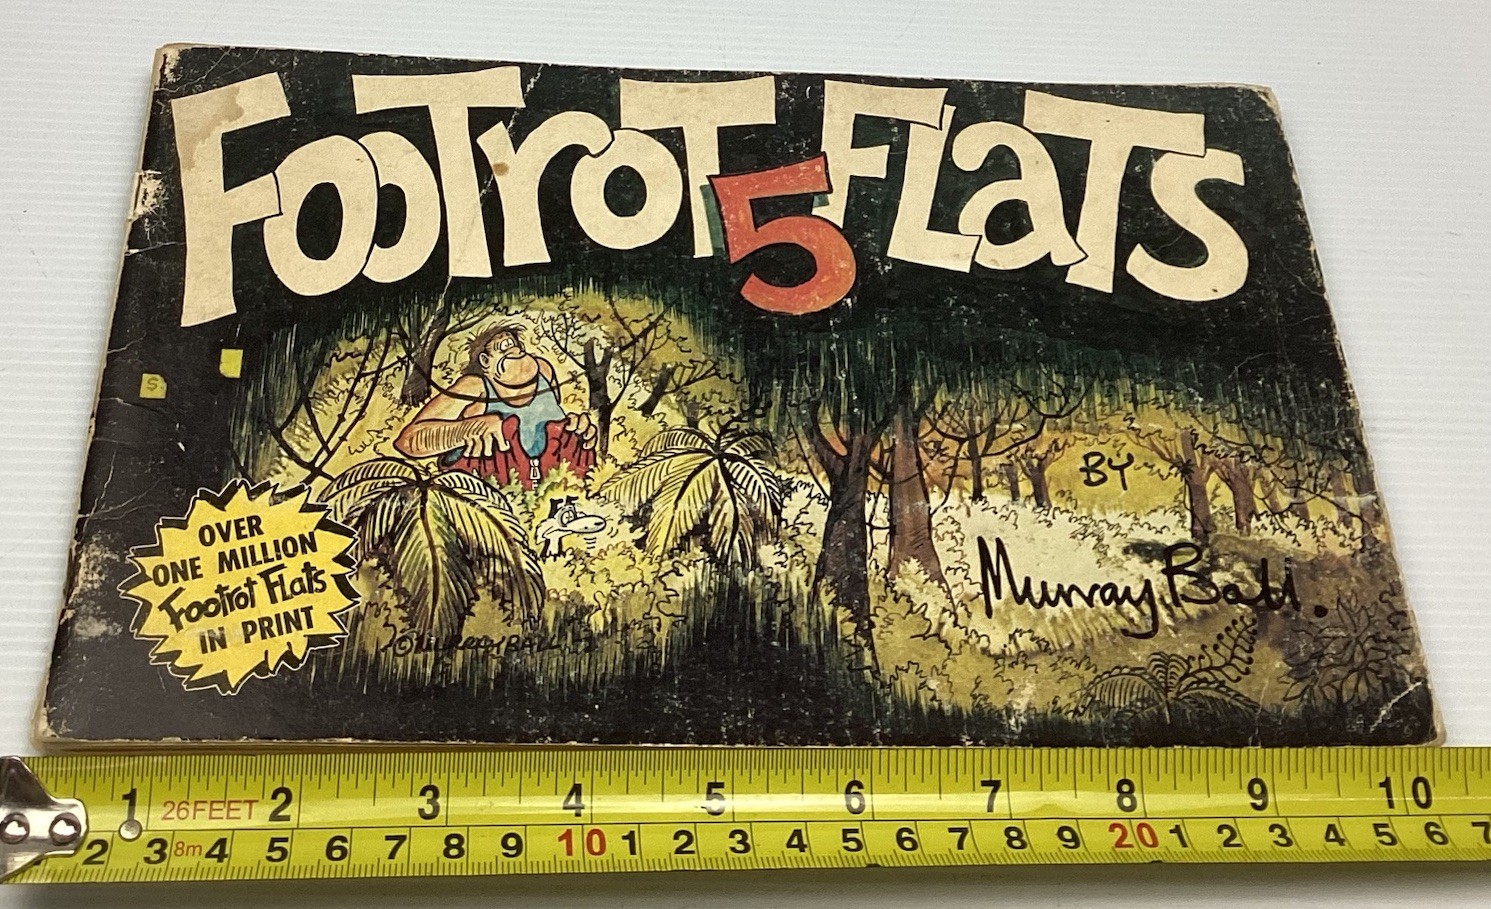 FooTroT FLaTS
5
S
BY
Murray Ball.
OVER
ONE MILLION
Footrot Flats
IN PRINT
© MURRAY BALL
1 26FEET 2 3 4 5 6 7 8 9 10
2 3 8m 4 5 6 7 8 9 10 1 2 3 4 5 6 7 8 9 20 1 2 3 4 5 6 7